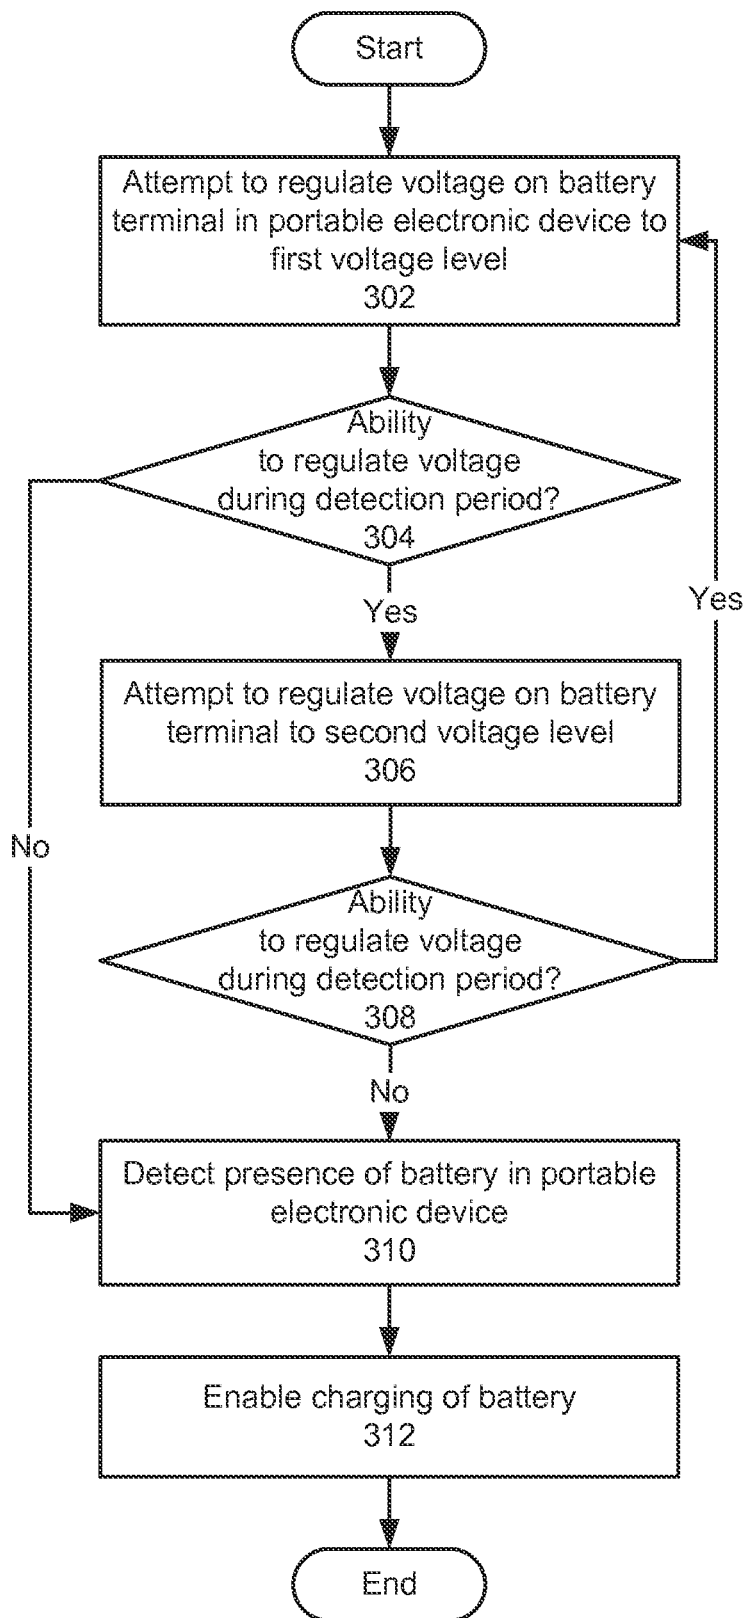 Start
Attempt to regulate voltage on battery
terminal in portable electronic device to
first voltage level
302
Ability
to regulate voltage
during detection period?
304
Yes
Yes
Attempt to regulate voltage on battery
terminal to second voltage level
306
No
Ability
to regulate voltage
during detection period?
308
No
Detect presence of battery in portable
electronic device
310
Enable charging of battery
312
End